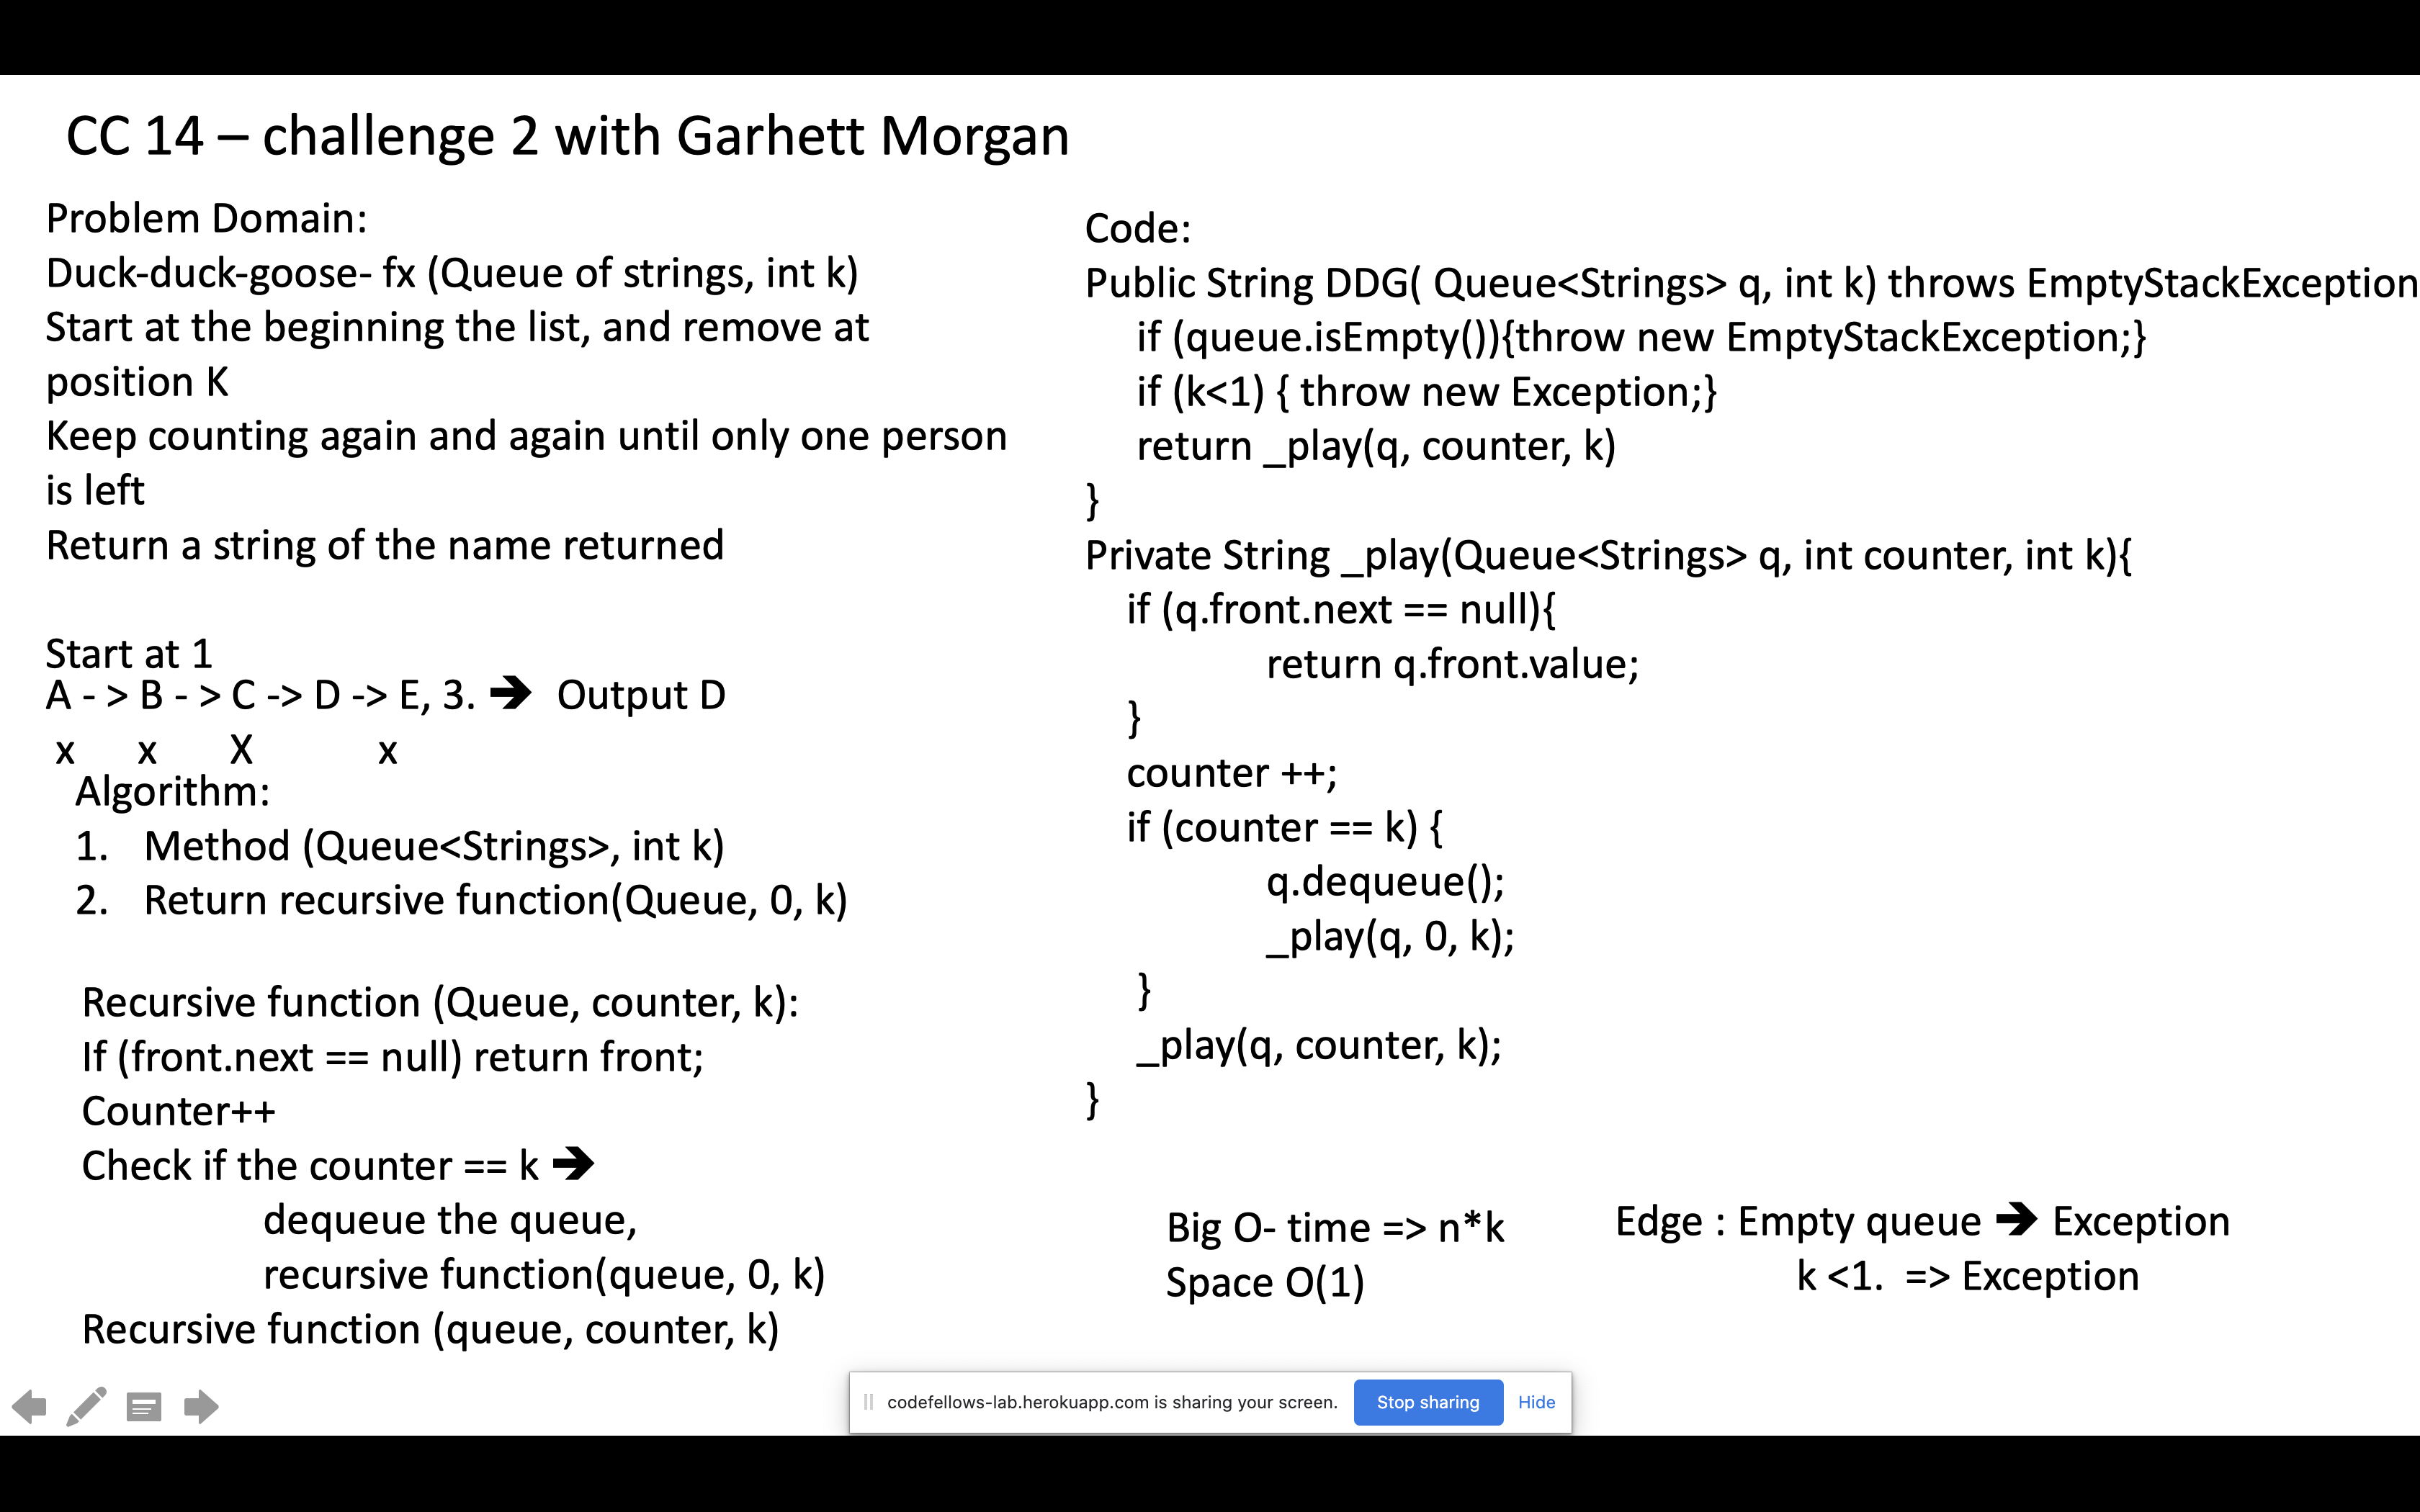 CC 14 – challenge 2 with Garhett Morgan
Problem Domain:
Duck-duck-goose- fx (Queue of strings, int k)
Start at the beginning the list, and remove at
position K
Keep counting again and again until only one person
is left
Return a string of the name returned
Start at 1
A - > B - > C -> D -> E, 3. ➔ Output D
x x X x
Algorithm:
1. Method (Queue<Strings>, int k)
2. Return recursive function(Queue, 0, k)
Recursive function (Queue, counter, k):
If (front.next == null) return front;
Counter++
Check if the counter == k ➔
dequeue the queue,
recursive function(queue, 0, k)
Recursive function (queue, counter, k)
Code:
Public String DDG( Queue<Strings> q, int k) throws EmptyStackException
if (queue.isEmpty()){throw new EmptyStackException;}
if (k<1) { throw new Exception;}
return _play(q, counter, k)
}
Private String _play(Queue<Strings> q, int counter, int k){
if (q.front.next == null){
return q.front.value;
}
counter ++;
if (counter == k) {
q.dequeue();
_play(q, 0, k);
}
_play(q, counter, k);
}
Big O- time => n*k
Space O(1)
Edge : Empty queue ➔ Exception
k <1. => Exception
codefellows-lab.herokuapp.com is sharing your screen.
Stop sharing
Hide